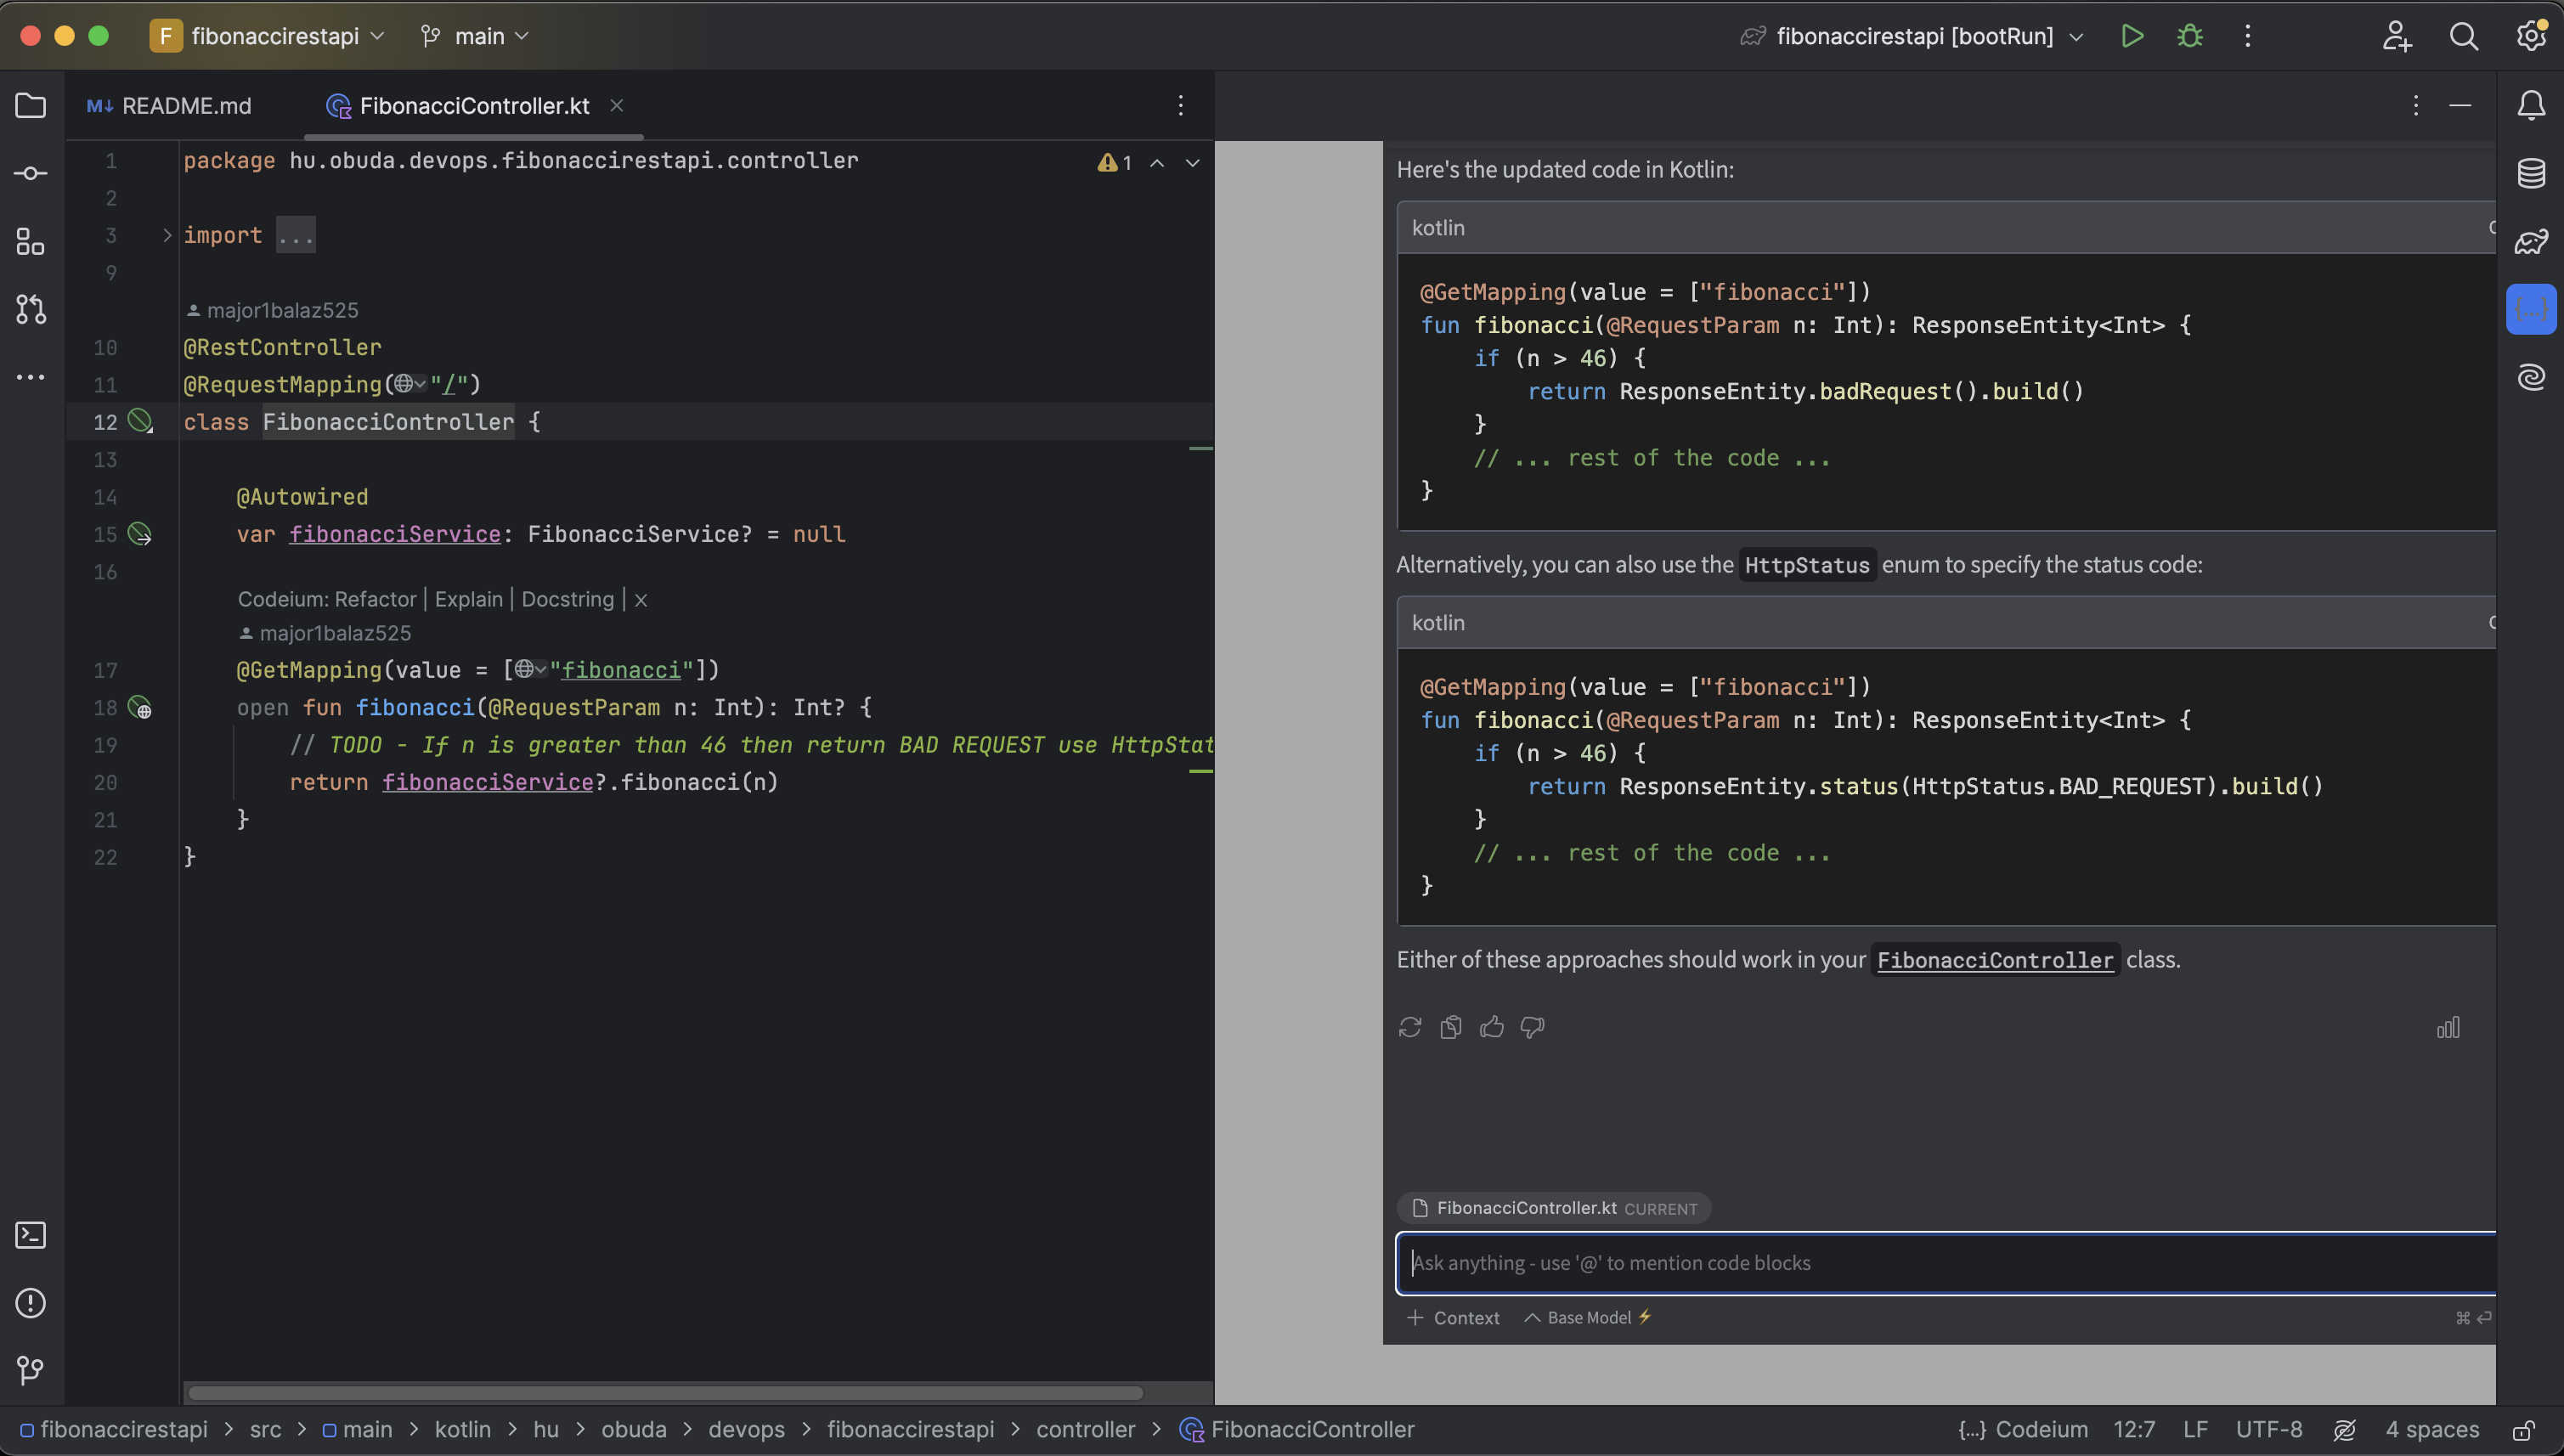 F fibonaccirestapi main fibonaccirestapi [bootRun]
M↓ README.md FibonacciController.kt
1 package hu.obuda.devops.fibonaccirestapi.controller 1
2
3 import ...
9
major1balaz525
10 @RestController
11 @RequestMapping("/")
12 class FibonacciController {
13
14 @Autowired
15 var fibonacciService: FibonacciService? = null
16
Codeium: Refactor | Explain | Docstring | ×
major1balaz525
17 @GetMapping(value = ["fibonacci"])
18 open fun fibonacci(@RequestParam n: Int): Int? {
19 // TODO - If n is greater than 46 then return BAD REQUEST use HttpStat
20 return fibonacciService?.fibonacci(n)
21 }
22 }
Here's the updated code in Kotlin:
kotlin
@GetMapping(value = ["fibonacci"])
fun fibonacci(@RequestParam n: Int): ResponseEntity<Int> {
if (n > 46) {
return ResponseEntity.badRequest().build()
}
// ... rest of the code ...
}
Alternatively, you can also use the HttpStatus enum to specify the status code:
kotlin
@GetMapping(value = ["fibonacci"])
fun fibonacci(@RequestParam n: Int): ResponseEntity<Int> {
if (n > 46) {
return ResponseEntity.status(HttpStatus.BAD_REQUEST).build()
}
// ... rest of the code ...
}
Either of these approaches should work in your FibonacciController class.
FibonacciController.kt CURRENT
Ask anything - use '@' to mention code blocks
+ Context Base Model ⚡ ⌘ ⏎
fibonaccirestapi > src > main > kotlin > hu > obuda > devops > fibonaccirestapi > controller > FibonacciController {...} Codeium 12:7 LF UTF-8 4 spaces